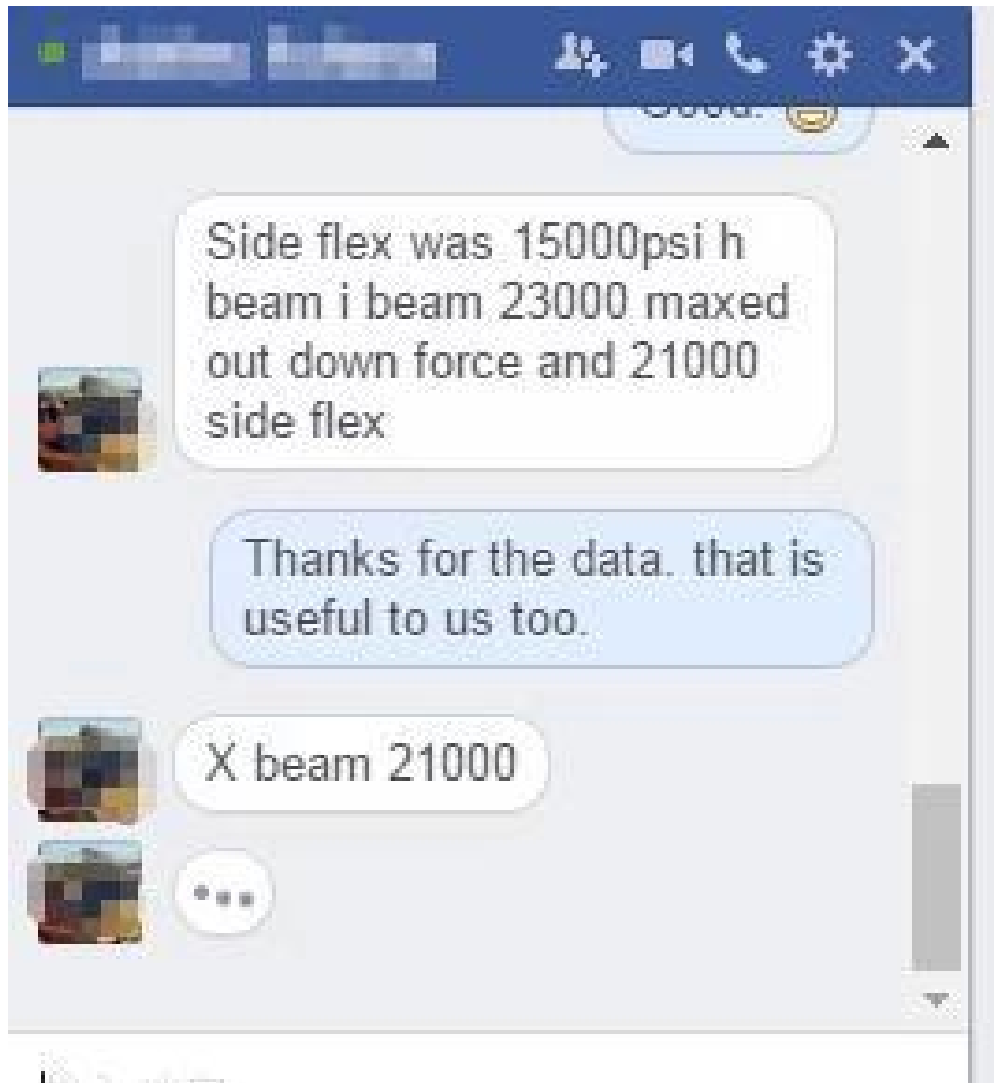 Side flex was 15000psi h
beam i beam 23000 maxed
out down force and 21000
side flex
Thanks for the data. that is
useful to us too.
X beam 21000